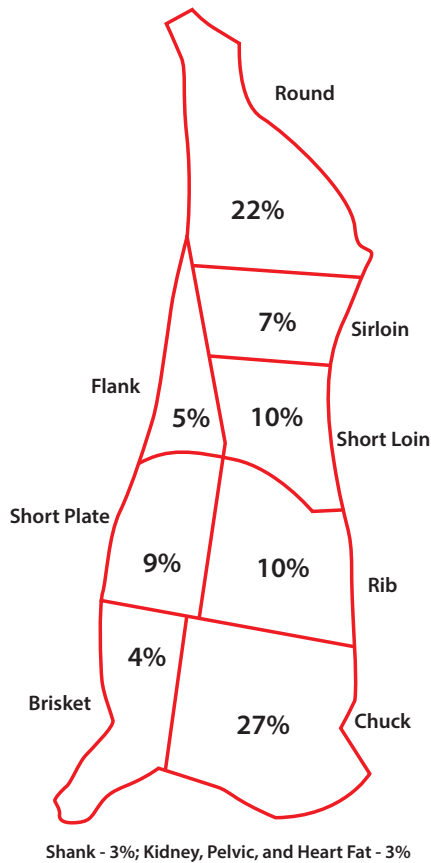 Round
22%
7%
Sirloin
Flank
5%
10%
Short Loin
Short Plate
9%
10%
Rib
4%
Brisket
27%
Chuck
Shank - 3%; Kidney, Pelvic, and Heart Fat - 3%